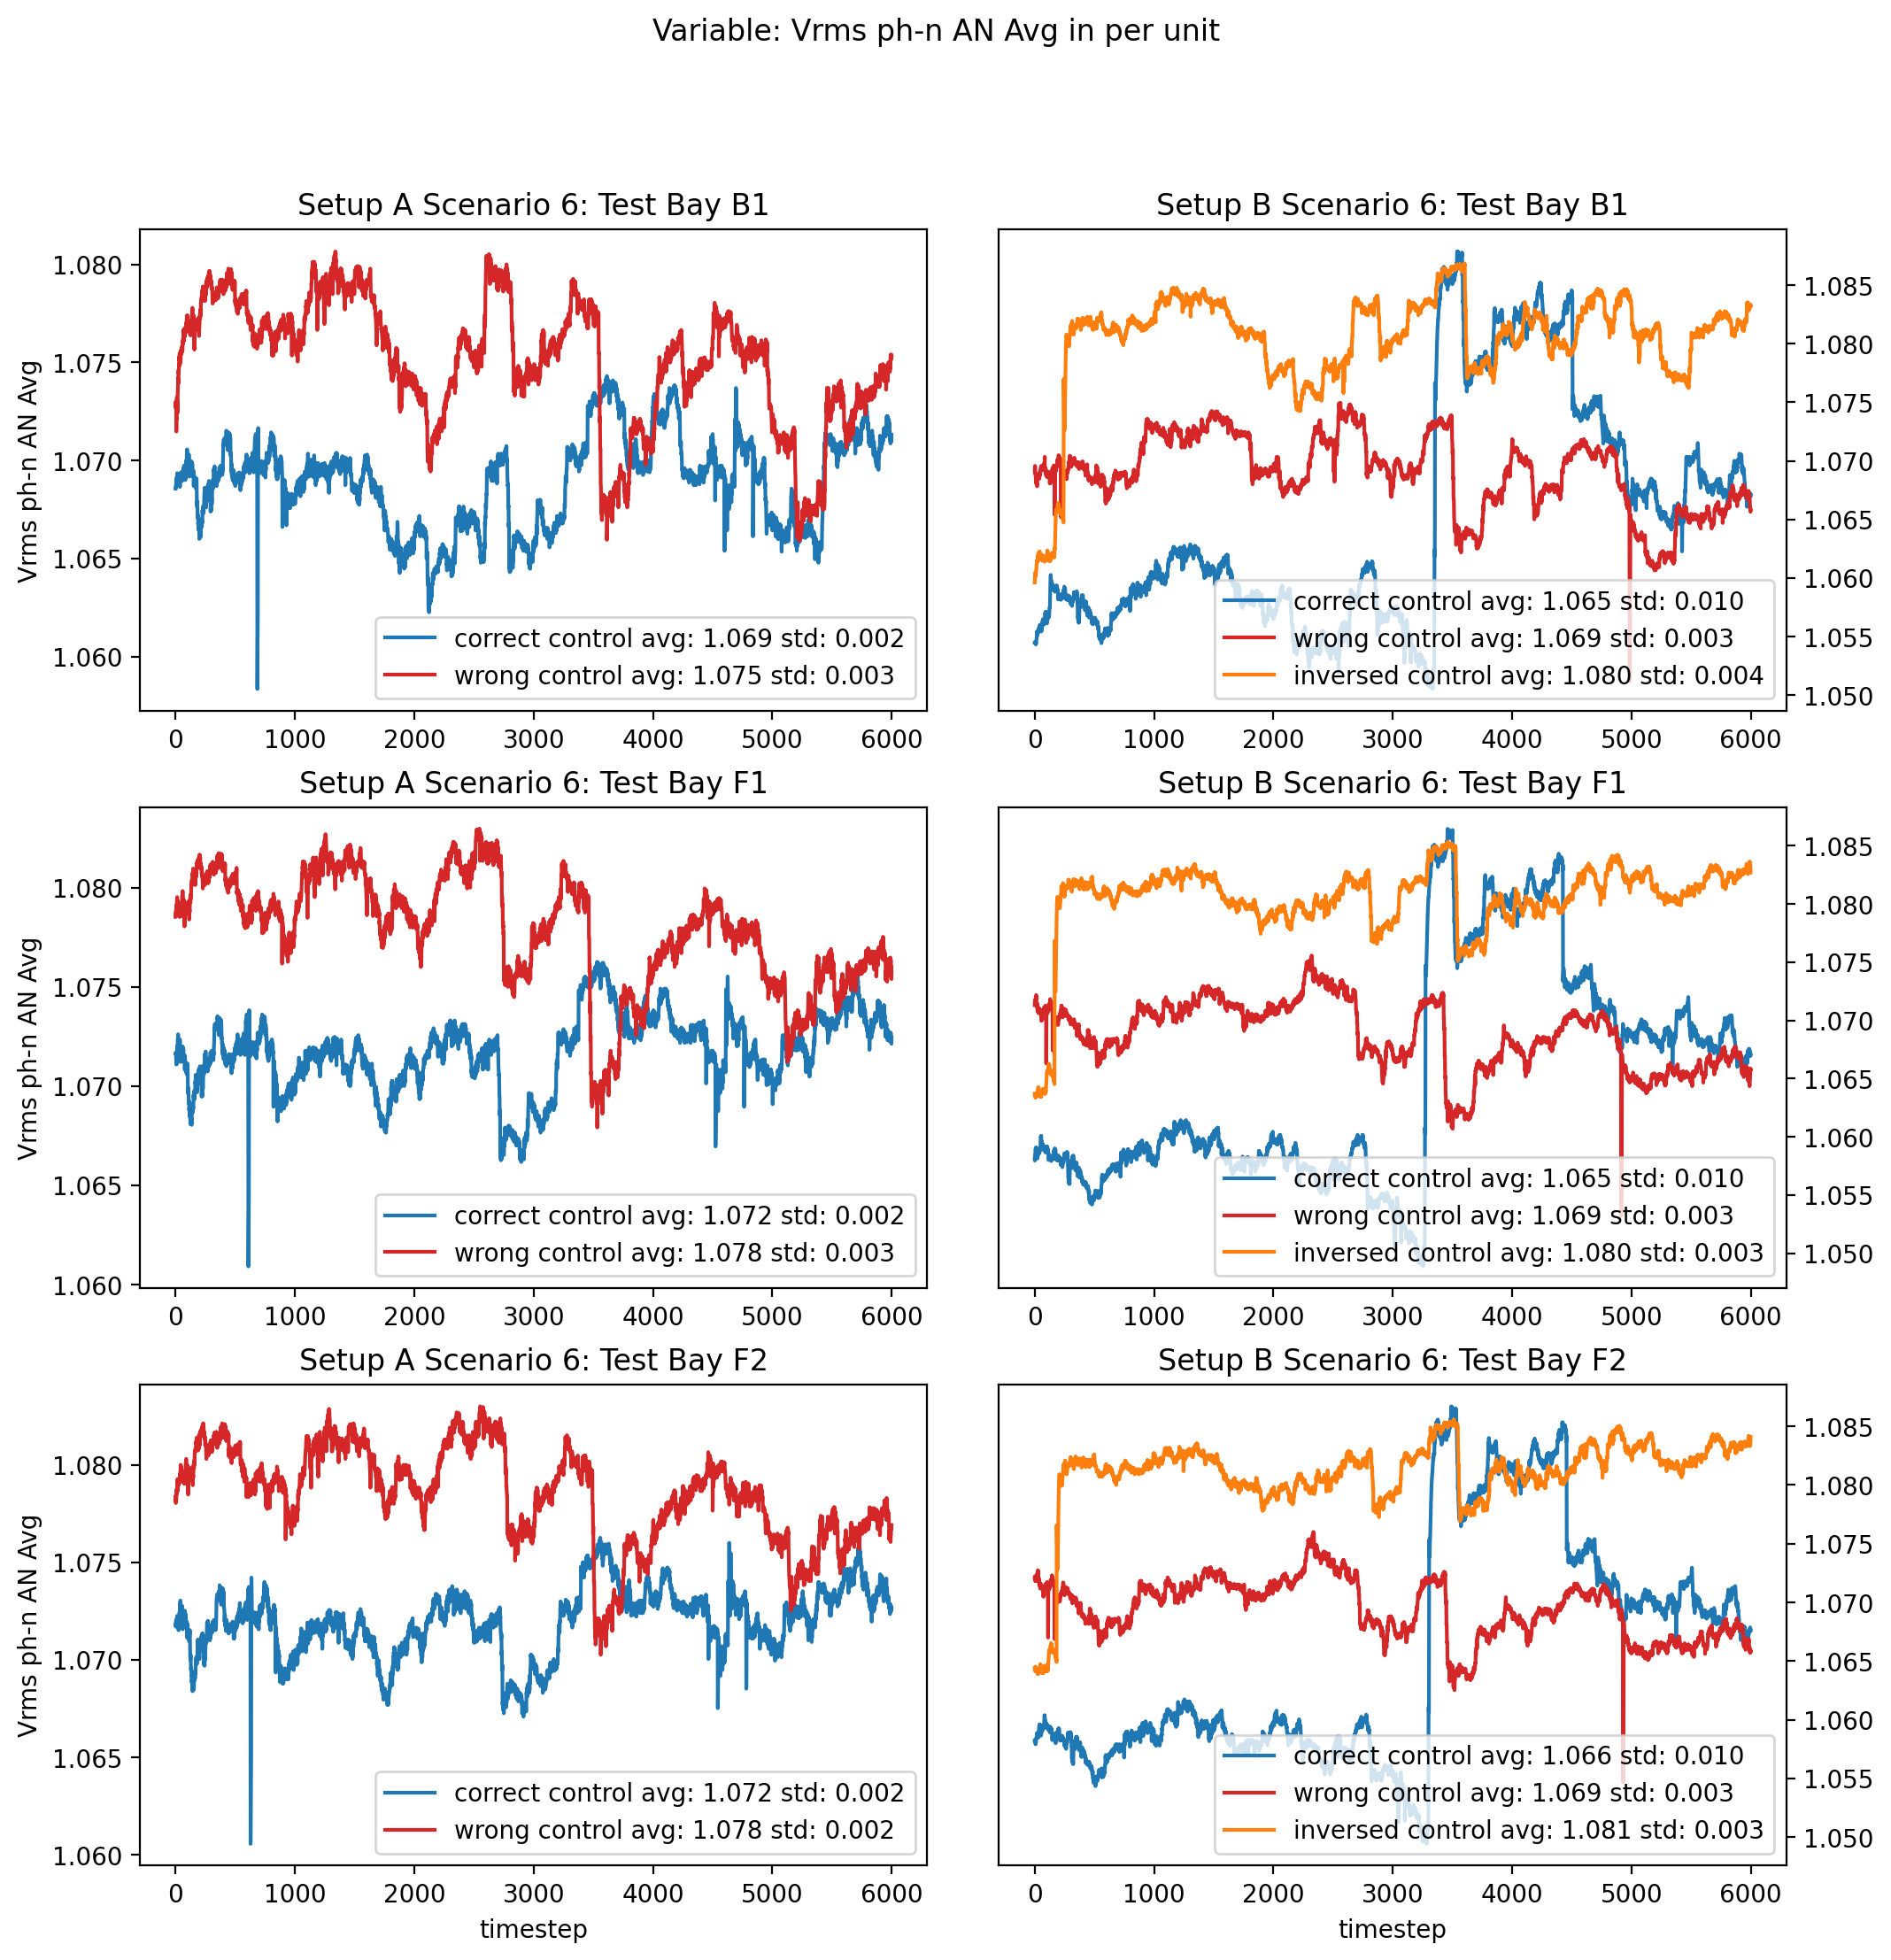 Variable: Vrms ph-n AN Avg in per unit
Setup A Scenario 6: Test Bay B1
Vrms ph-n AN Avg
1.080
1.075
1.070
1.065
1.060
correct control avg: 1.069 std: 0.002
wrong control avg: 1.075 std: 0.003
0 1000 2000 3000 4000 5000 6000
Setup B Scenario 6: Test Bay B1
1.085
1.080
1.075
1.070
1.065
1.060
1.055
1.050
correct control avg: 1.065 std: 0.010
wrong control avg: 1.069 std: 0.003
inversed control avg: 1.080 std: 0.004
0 1000 2000 3000 4000 5000 6000
Setup A Scenario 6: Test Bay F1
Vrms ph-n AN Avg
1.080
1.075
1.070
1.065
1.060
correct control avg: 1.072 std: 0.002
wrong control avg: 1.078 std: 0.003
0 1000 2000 3000 4000 5000 6000
Setup B Scenario 6: Test Bay F1
1.085
1.080
1.075
1.070
1.065
1.060
1.055
1.050
correct control avg: 1.065 std: 0.010
wrong control avg: 1.069 std: 0.003
inversed control avg: 1.080 std: 0.003
0 1000 2000 3000 4000 5000 6000
Setup A Scenario 6: Test Bay F2
Vrms ph-n AN Avg
1.080
1.075
1.070
1.065
1.060
correct control avg: 1.072 std: 0.002
wrong control avg: 1.078 std: 0.002
0 1000 2000 3000 4000 5000 6000
timestep
Setup B Scenario 6: Test Bay F2
1.085
1.080
1.075
1.070
1.065
1.060
1.055
1.050
correct control avg: 1.066 std: 0.010
wrong control avg: 1.069 std: 0.003
inversed control avg: 1.081 std: 0.003
0 1000 2000 3000 4000 5000 6000
timestep